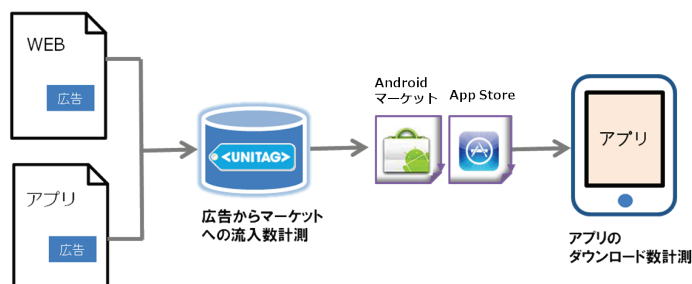 WEB
広告
アプリ
広告
<UNITAG>
広告からマーケット
への流入数計測
Android
マーケット
App Store
アプリ
アプリの
ダウンロード数計測